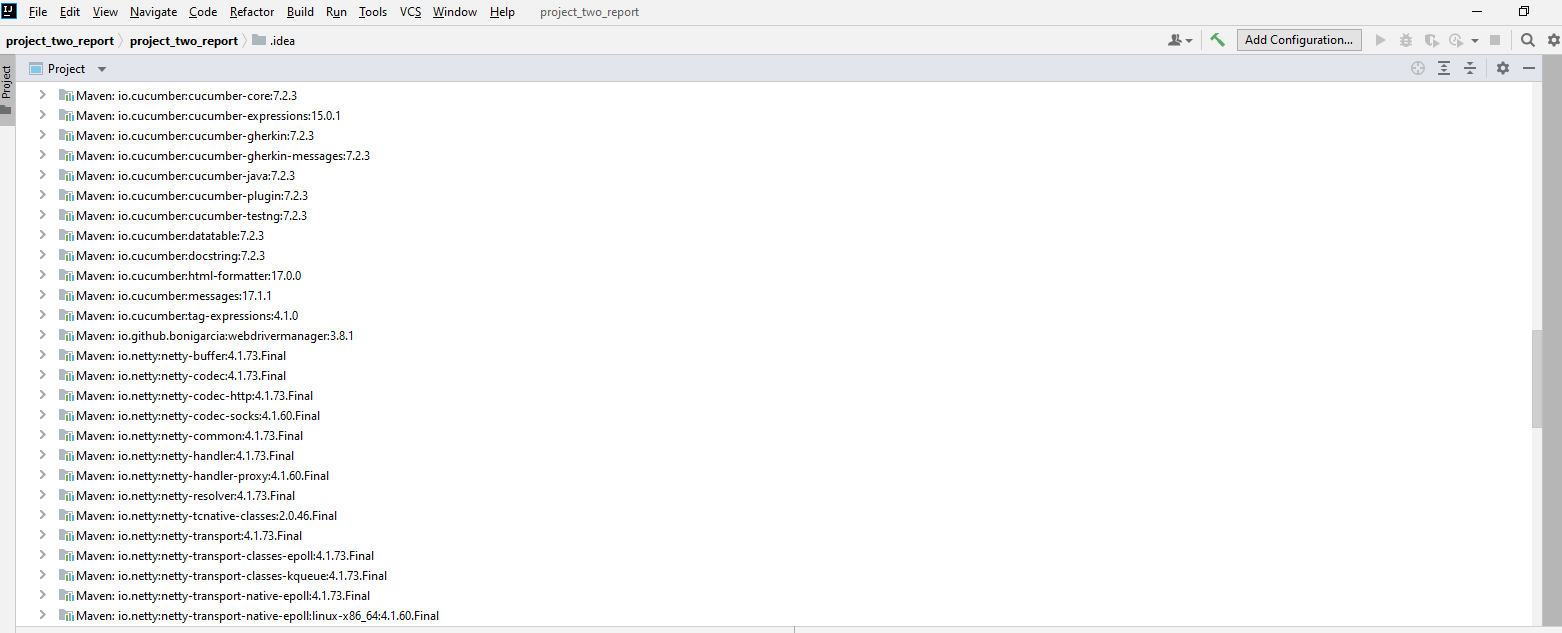 File Edit View Navigate Code Refactor Build Run Tools VCS Window Help project_two_report
project_two_report project_two_report .idea Add Configuration...
Project
Project
Maven: io.cucumber:cucumber-core:7.2.3
Maven: io.cucumber:cucumber-expressions:15.0.1
Maven: io.cucumber:cucumber-gherkin:7.2.3
Maven: io.cucumber:cucumber-gherkin-messages:7.2.3
Maven: io.cucumber:cucumber-java:7.2.3
Maven: io.cucumber:cucumber-plugin:7.2.3
Maven: io.cucumber:cucumber-testng:7.2.3
Maven: io.cucumber:datatable:7.2.3
Maven: io.cucumber:docstring:7.2.3
Maven: io.cucumber:html-formatter:17.0.0
Maven: io.cucumber:messages:17.1.1
Maven: io.cucumber:tag-expressions:4.1.0
Maven: io.github.bonigarcia:webdrivermanager:3.8.1
Maven: io.netty:netty-buffer:4.1.73.Final
Maven: io.netty:netty-codec:4.1.73.Final
Maven: io.netty:netty-codec-http:4.1.73.Final
Maven: io.netty:netty-codec-socks:4.1.60.Final
Maven: io.netty:netty-common:4.1.73.Final
Maven: io.netty:netty-handler:4.1.73.Final
Maven: io.netty:netty-handler-proxy:4.1.60.Final
Maven: io.netty:netty-resolver:4.1.73.Final
Maven: io.netty:netty-tcnative-classes:2.0.46.Final
Maven: io.netty:netty-transport:4.1.73.Final
Maven: io.netty:netty-transport-classes-epoll:4.1.73.Final
Maven: io.netty:netty-transport-classes-kqueue:4.1.73.Final
Maven: io.netty:netty-transport-native-epoll:4.1.73.Final
Maven: io.netty:netty-transport-native-epoll:linux-x86_64:4.1.60.Final